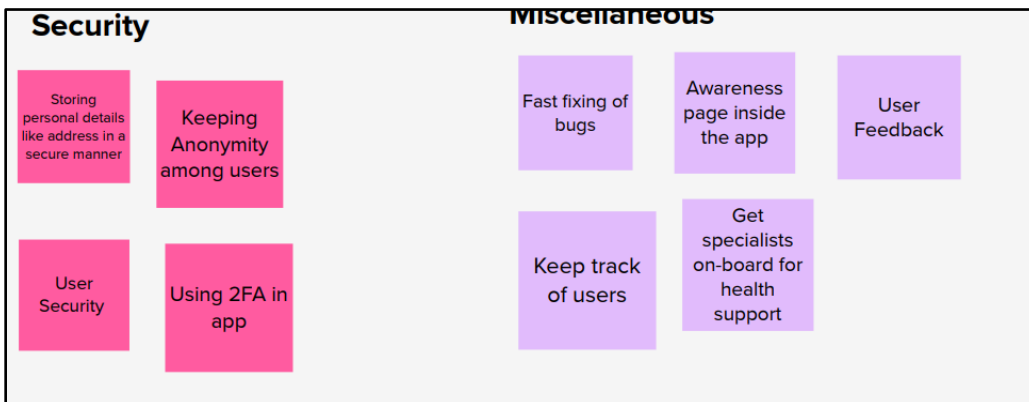 Security
Miscellaneous
Storing
personal details
like address in a
secure manner
Keeping
Anonymity
among users
User
Security
Using 2FA in
app
Fast fixing of
bugs
Awareness
page inside
the app
User
Feedback
Keep track
of users
Get
specialists
on-board for
health
support